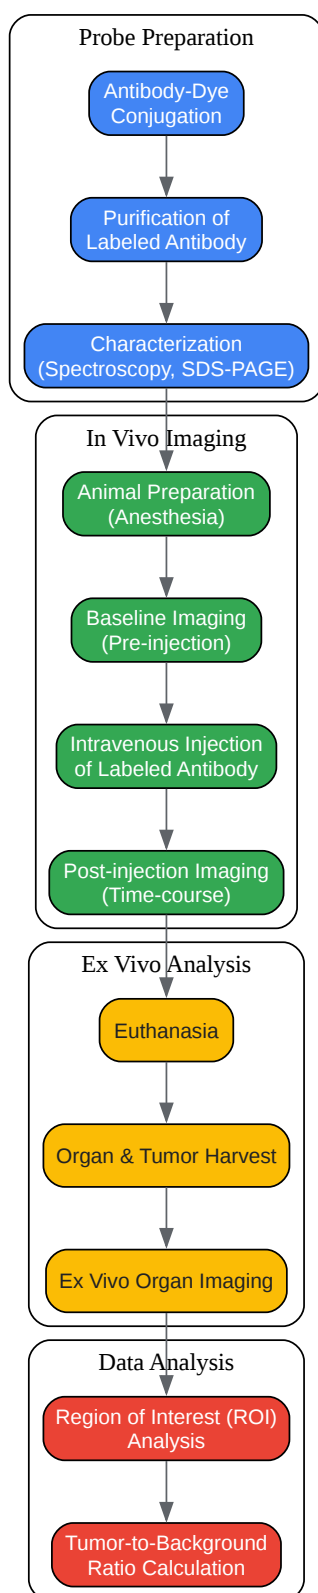 Probe Preparation
Antibody-Dye
Conjugation
Purification of
Labeled Antibody
Characterization
(Spectroscopy, SDS-PAGE)
In Vivo Imaging
Animal Preparation
(Anesthesia)
Baseline Imaging
(Pre-injection)
Intravenous Injection
of Labeled Antibody
Post-injection Imaging
(Time-course)
Ex Vivo Analysis
Euthanasia
Organ & Tumor Harvest
Ex Vivo Organ Imaging
Data Analysis
Region of Interest (ROI)
Analysis
Tumor-to-Background
Ratio Calculation